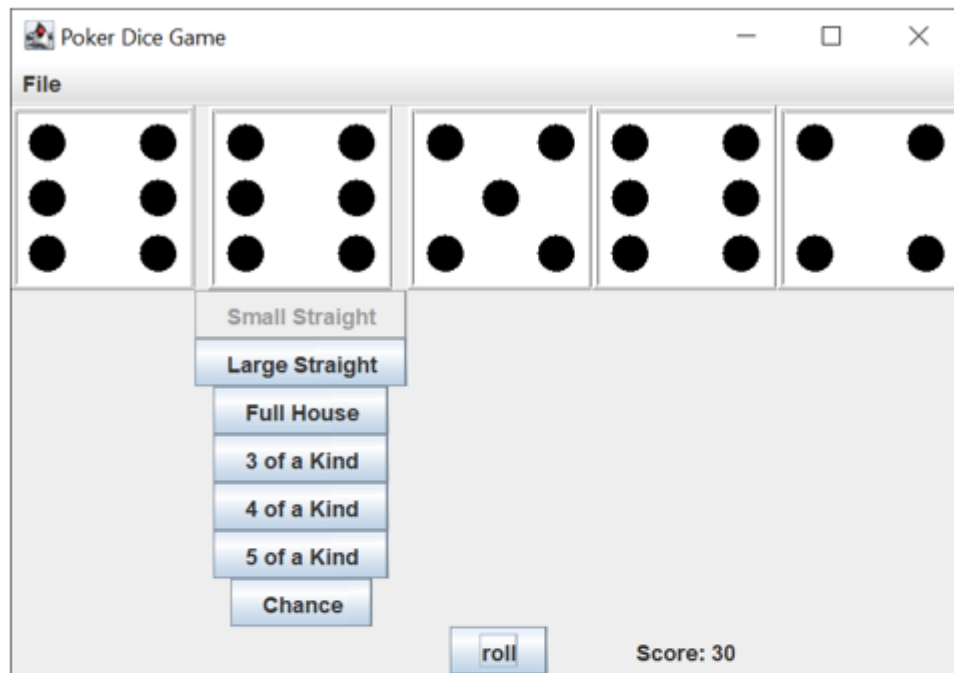 Poker Dice Game
File
Small Straight
Large Straight
Full House
3 of a Kind
4 of a Kind
5 of a Kind
Chance
roll Score: 30